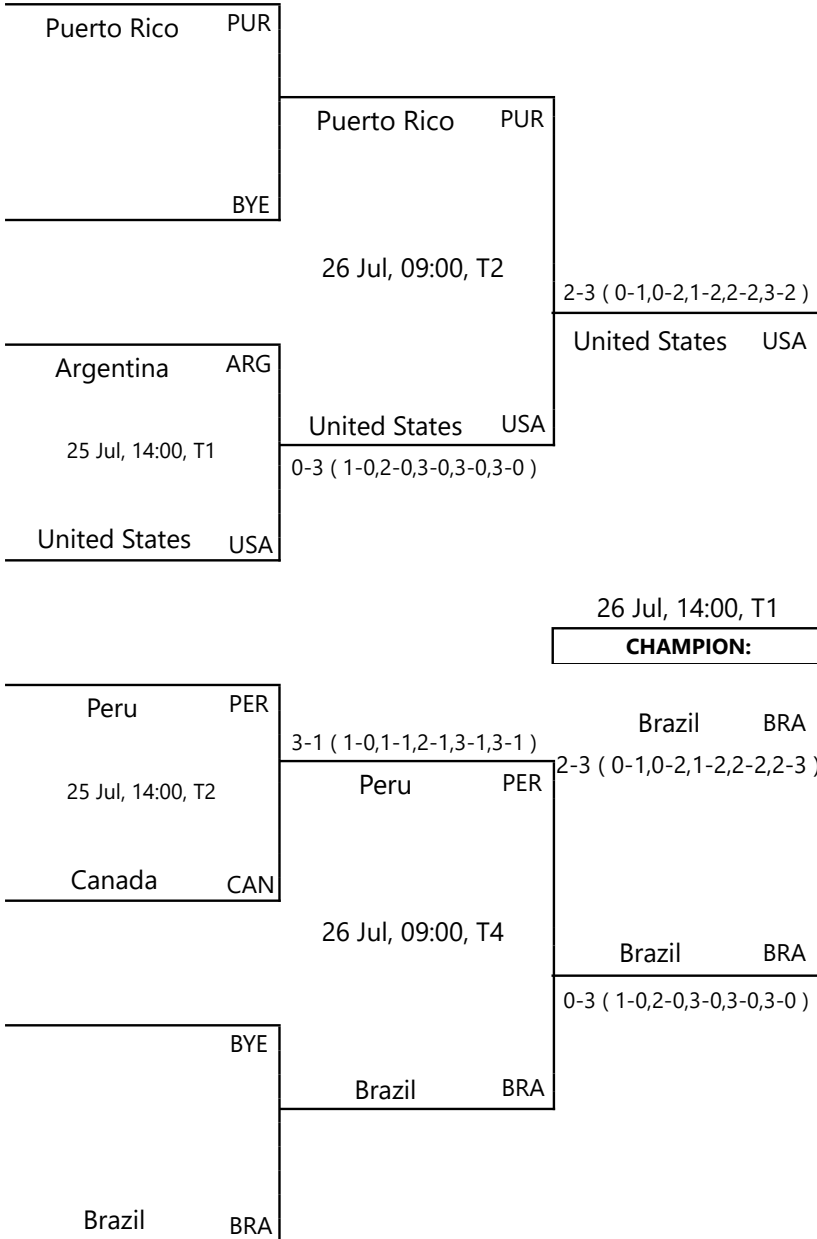 Puerto Rico PUR
Puerto Rico PUR
BYE
26 Jul, 09:00, T2
2-3 ( 0-1,0-2,1-2,2-2,3-2 )
United States USA
Argentina ARG
United States USA
25 Jul, 14:00, T1
0-3 ( 1-0,2-0,3-0,3-0,3-0 )
United States USA
26 Jul, 14:00, T1
CHAMPION:
Peru PER
Brazil BRA
3-1 ( 1-0,1-1,2-1,3-1,3-1 )
2-3 ( 0-1,0-2,1-2,2-2,2-3 )
Peru PER
25 Jul, 14:00, T2
Canada CAN
26 Jul, 09:00, T4
Brazil BRA
0-3 ( 1-0,2-0,3-0,3-0,3-0 )
BYE
Brazil BRA
Brazil BRA